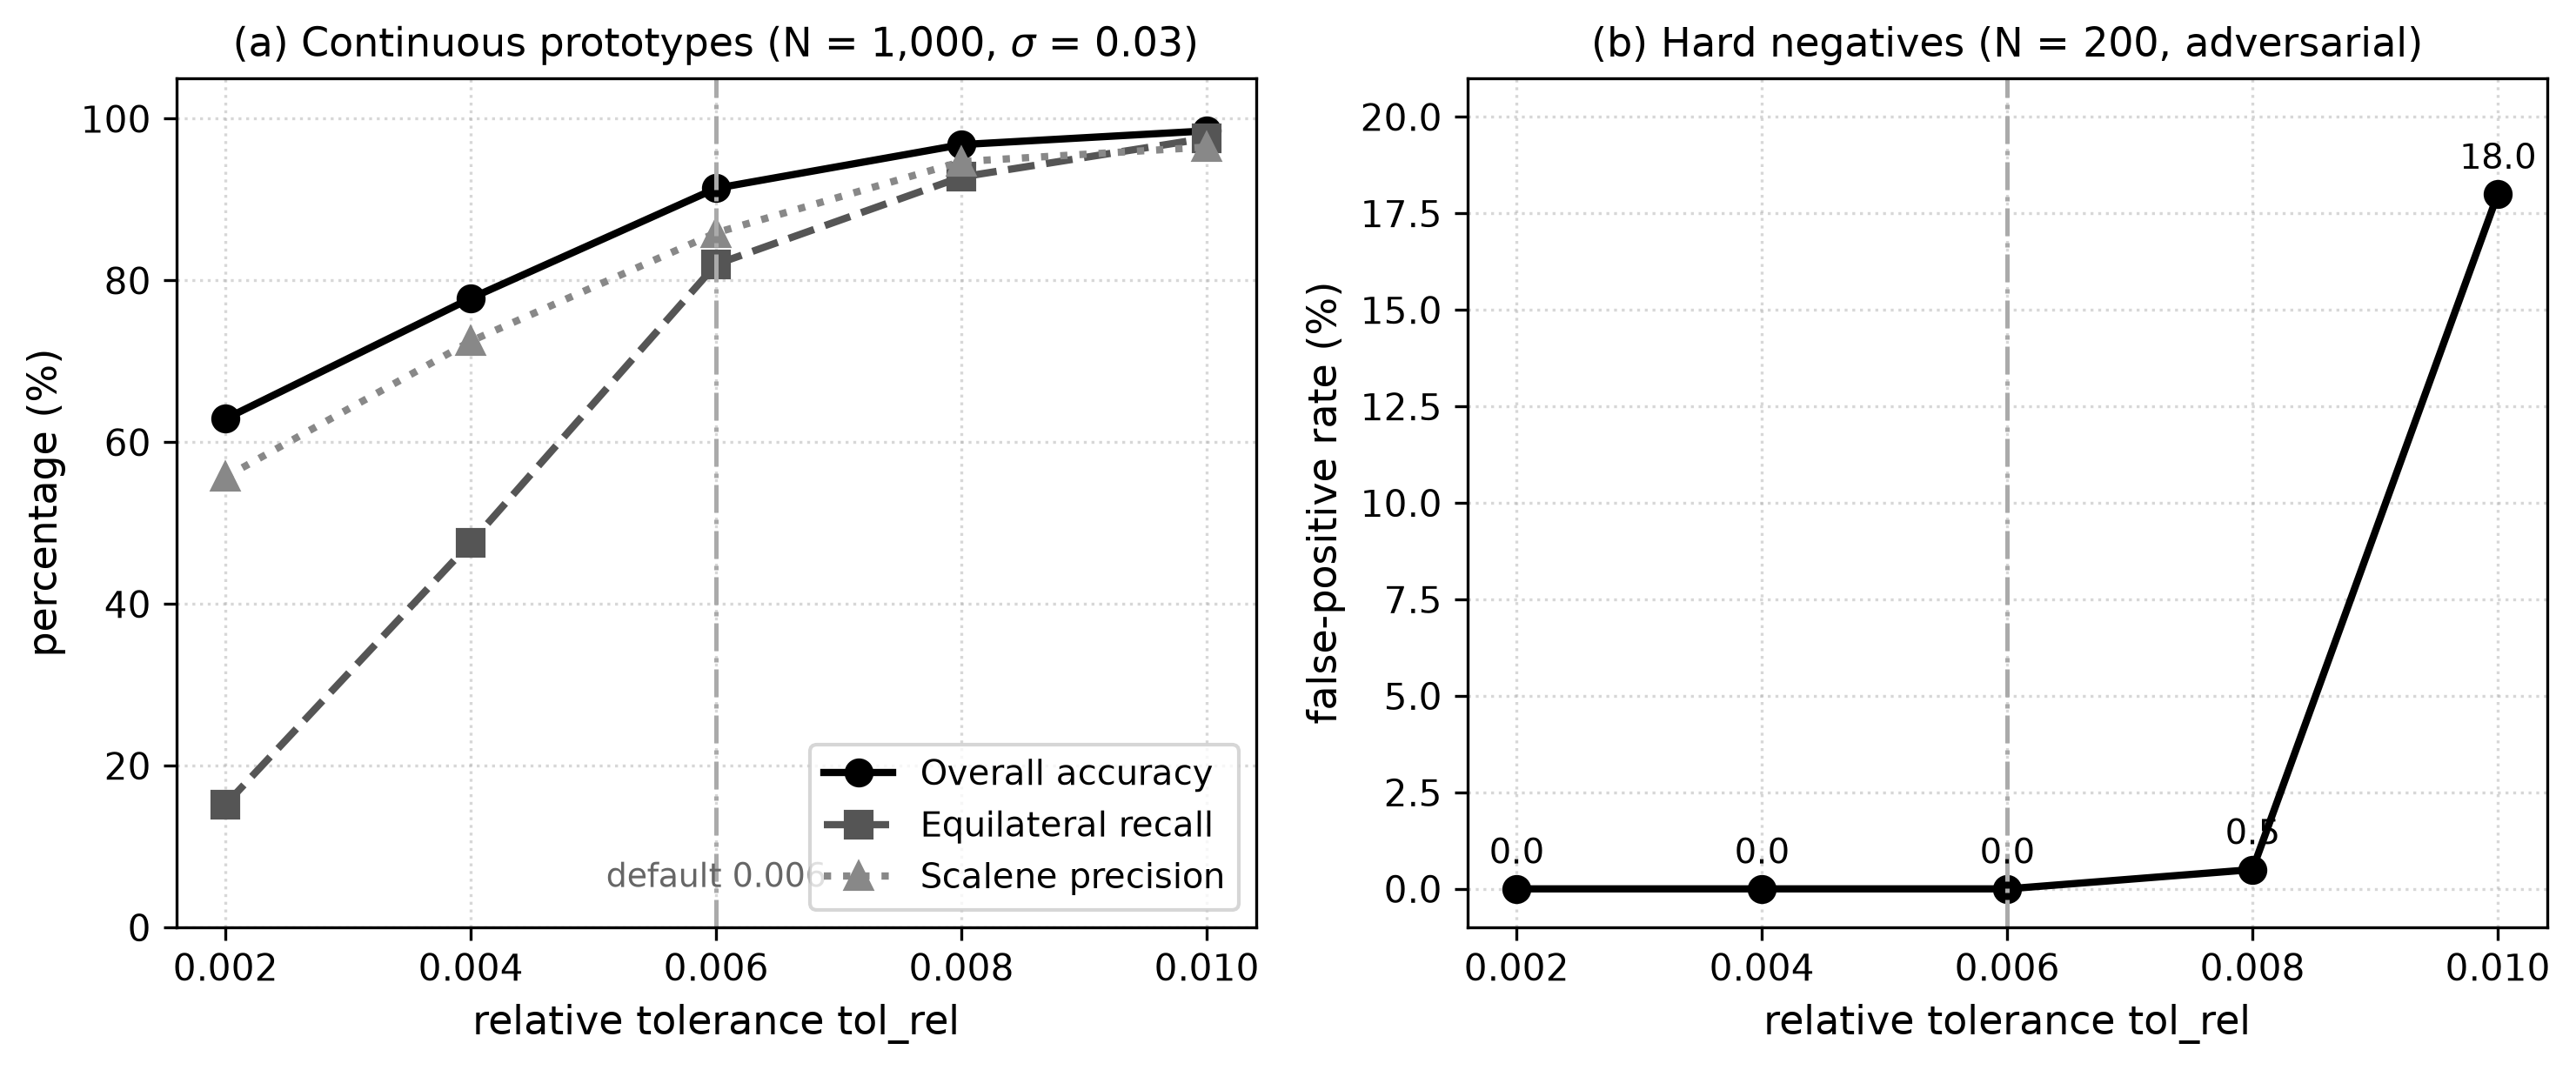 (a) Continuous prototypes (N = 1,000, σ = 0.03)
percentage (%)
100
80
60
40
20
0
default 0.006
Overall accuracy
Equilateral recall
Scalene precision
0.002 0.004 0.006 0.008 0.010
relative tolerance tol_rel
(b) Hard negatives (N = 200, adversarial)
false-positive rate (%)
20.0
17.5
15.0
12.5
10.0
7.5
5.0
2.5
0.0
0.0 0.0 0.0 0.5 18.0
0.002 0.004 0.006 0.008 0.010
relative tolerance tol_rel